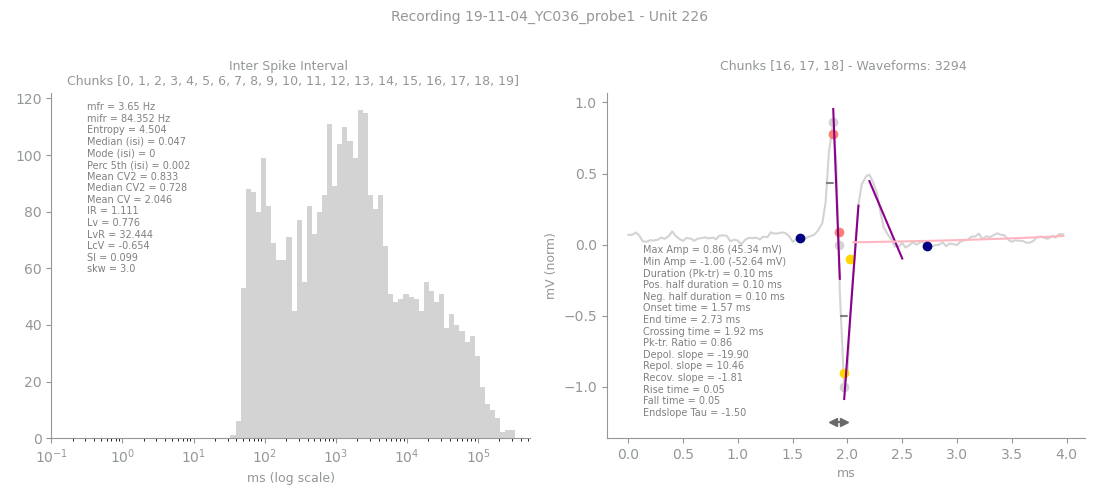 Recording 19-11-04_YC036_probe1 - Unit 226
Inter Spike Interval
Chunks [0, 1, 2, 3, 4, 5, 6, 7, 8, 9, 10, 11, 12, 13, 14, 15, 16, 17, 18, 19]
mfr = 3.65 Hz
mifr = 84.352 Hz
Entropy = 4.504
Median (isi) = 0.047
Mode (isi) = 0
Perc 5th (isi) = 0.002
Mean CV2 = 0.833
Median CV2 = 0.728
Mean CV = 2.046
IR = 1.111
Lv = 0.776
LvR = 32.444
LcV = -0.654
SI = 0.099
skw = 3.0
120
100
80
60
40
20
0
10⁻¹ 10⁰ 10¹ 10² 10³ 10⁴ 10⁵
ms (log scale)
Chunks [16, 17, 18] - Waveforms: 3294
mV (norm)
1.0
0.5
0.0
−0.5
−1.0
Max Amp = 0.86 (45.34 mV)
Min Amp = -1.00 (-52.64 mV)
Duration (Pk-tr) = 0.10 ms
Pos. half duration = 0.10 ms
Neg. half duration = 0.10 ms
Onset time = 1.57 ms
End time = 2.73 ms
Crossing time = 1.92 ms
Pk-tr. Ratio = 0.86
Depol. slope = -19.90
Repol. slope = 10.46
Recov. slope = -1.81
Rise time = 0.05
Fall time = 0.05
Endslope Tau = -1.50
0.0 0.5 1.0 1.5 2.0 2.5 3.0 3.5 4.0
ms